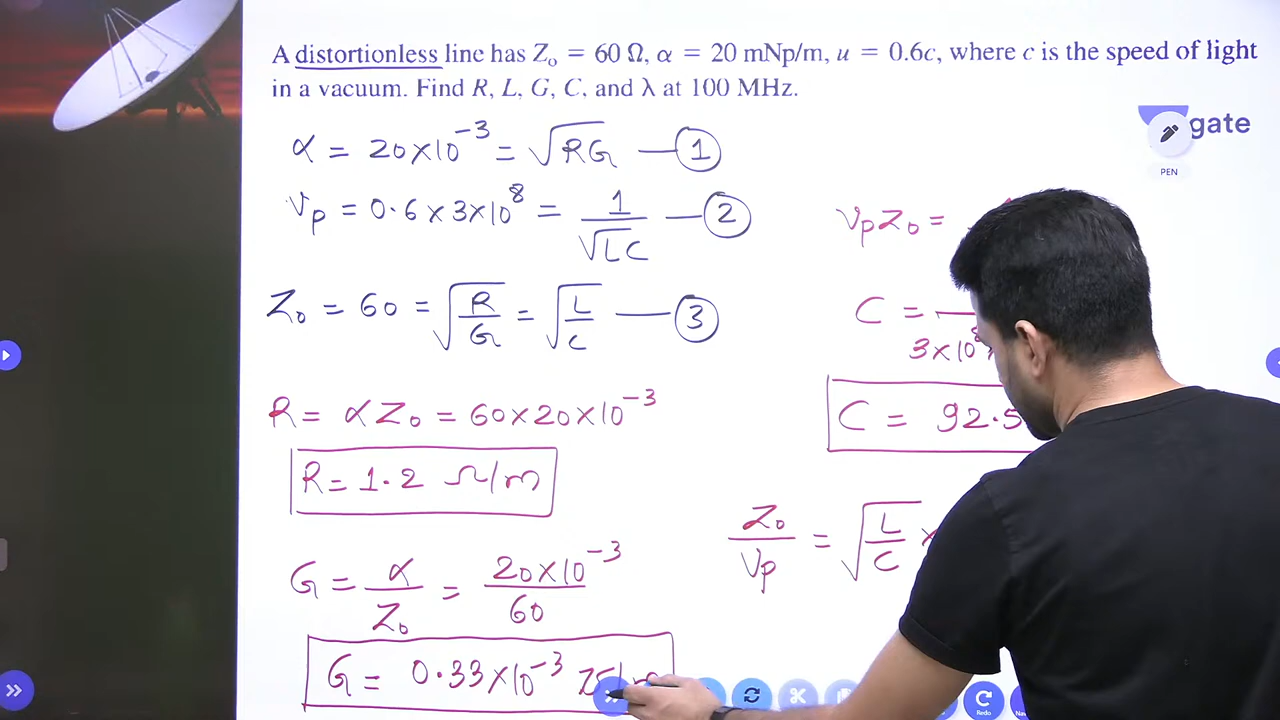 A distortionless line has Zₒ = 60 Ω, α = 20 mNp/m, u = 0.6c, where c is the speed of light
in a vacuum. Find R, L, G, C, and λ at 100 MHz.
gate
PEN
α = 20×10⁻³ = √RG — ①
Vp = 0.6×3×10⁸ = 1/√LC — ②
Z₀ = 60 = √(R/G) = √(L/C) — ③
R = αZ₀ = 60×20×10⁻³
R = 1.2 Ω/m
G = α/Z₀ = 20×10⁻³/60
G = 0.33×10⁻³
VpZ₀ =
C =
3×10⁸
C = 92.5
Z₀/Vp = √(L/C) ×
Redo